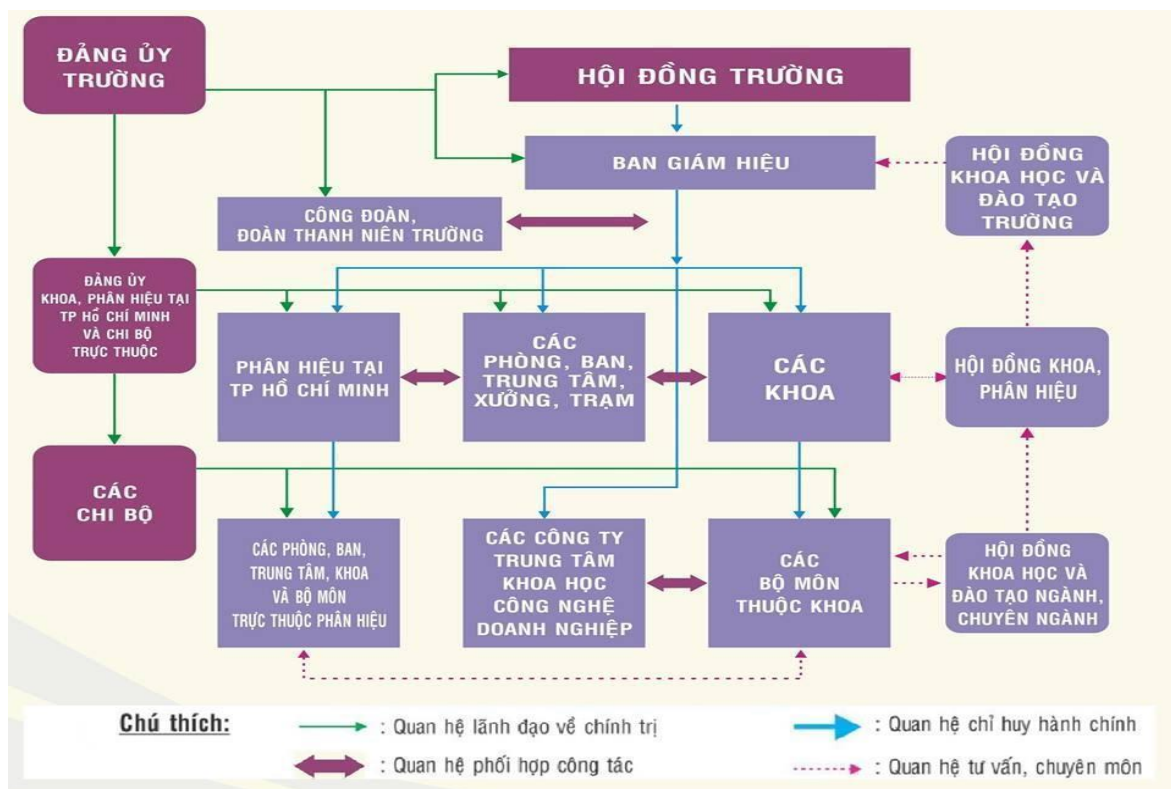 ĐẢNG ỦY
TRƯỜNG
HỘI ĐỒNG TRƯỜNG
BAN GIÁM HIỆU
HỘI ĐỒNG
KHOA HỌC VÀ
ĐÀO TẠO
TRƯỜNG
CÔNG ĐOÀN,
ĐOÀN THANH NIÊN TRƯỜNG
ĐẢNG ỦY
KHOA, PHÂN HIỆU TẠI
TP HỒ CHÍ MINH
VÀ CHI BỘ
TRỰC THUỘC
PHÂN HIỆU TẠI
TP HỒ CHÍ MINH
CÁC
PHÒNG, BAN,
TRUNG TÂM,
XƯỞNG, TRẠM
CÁC
KHOA
HỘI ĐỒNG KHOA,
PHÂN HIỆU
CÁC
CHI BỘ
CÁC PHÒNG, BAN,
TRUNG TÂM, KHOA
VÀ BỘ MÔN
TRỰC THUỘC PHÂN HIỆU
CÁC CÔNG TY
TRUNG TÂM
KHOA HỌC
CÔNG NGHỆ
DOANH NGHIỆP
CÁC
BỘ MÔN
THUỘC KHOA
HỘI ĐỒNG
KHOA HỌC VÀ
ĐÀO TẠO NGÀNH,
CHUYÊN NGÀNH
Chú thích:
: Quan hệ lãnh đạo về chính trị
: Quan hệ chỉ huy hành chính
: Quan hệ phối hợp công tác
: Quan hệ tư vấn, chuyên môn